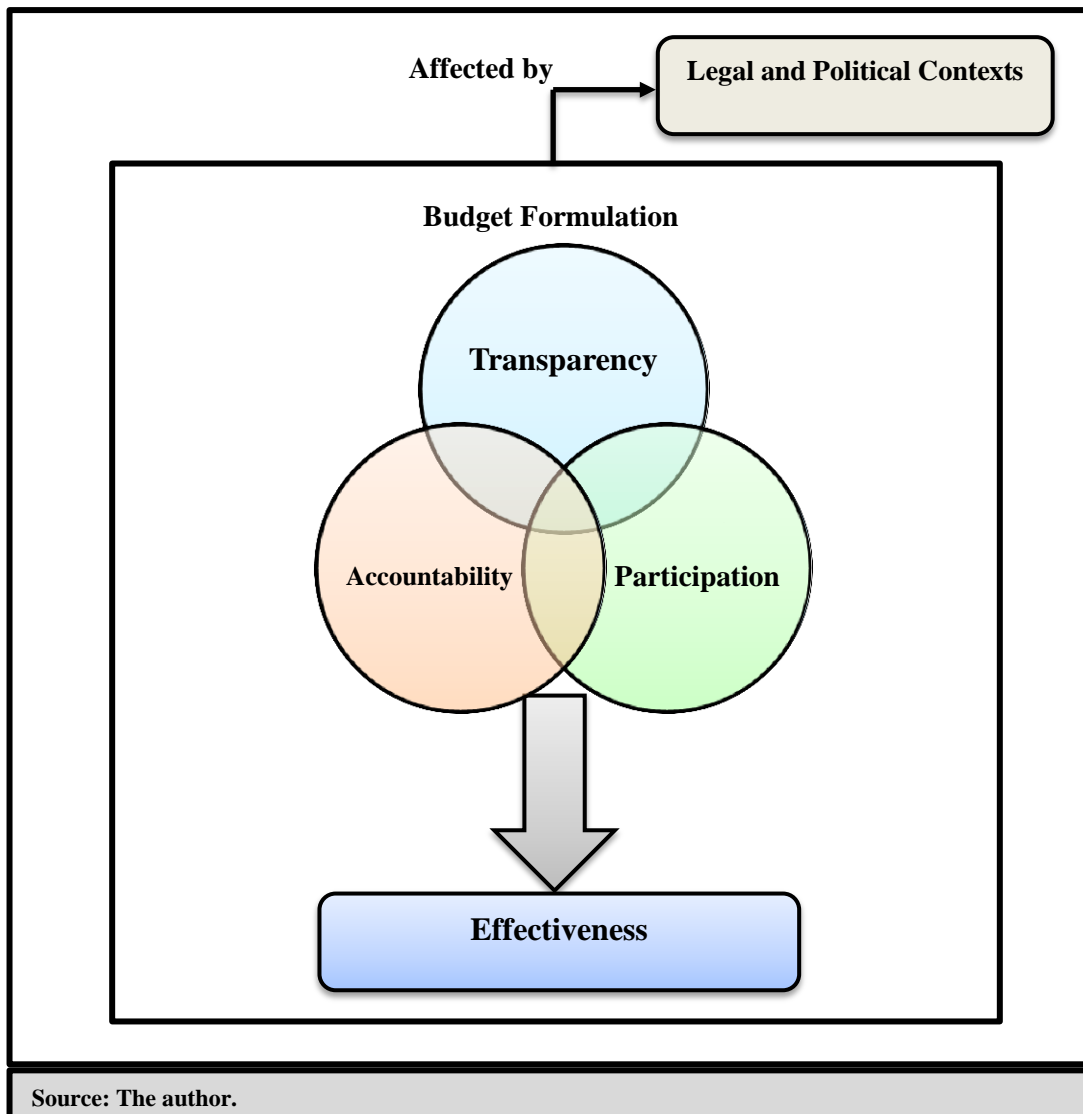 Affected by
Legal and Political Contexts
Budget Formulation
Transparency
Accountability
Participation
Effectiveness
Source: The author.